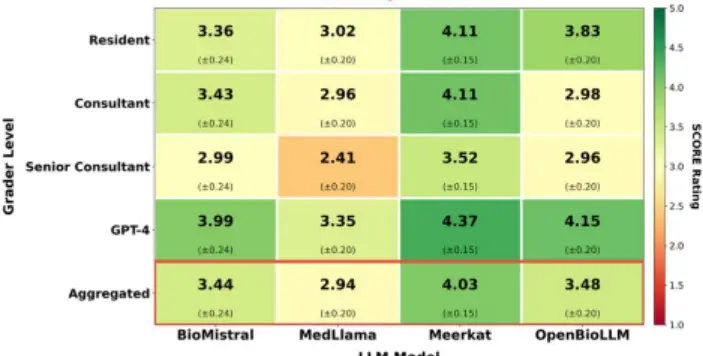 5.0
Resident 3.36 3.02 4.11 3.83
(±0.24) (±0.20) (±0.15) (±0.20)
4.5
4.0
Consultant 3.43 2.96 4.11 2.98
(±0.24) (±0.20) (±0.15) (±0.20)
3.5
Grader Level
Senior Consultant 2.99 2.41 3.52 2.96
(±0.24) (±0.20) (±0.15) (±0.20)
3.0
SCORE Rating
2.5
GPT-4 3.99 3.35 4.37 4.15
(±0.24) (±0.20) (±0.15) (±0.20)
2.0
Aggregated 3.44 2.94 4.03 3.48
(±0.24) (±0.20) (±0.15) (±0.20)
1.5
1.0
BioMistral MedLlama Meerkat OpenBioLLM
LLM Model